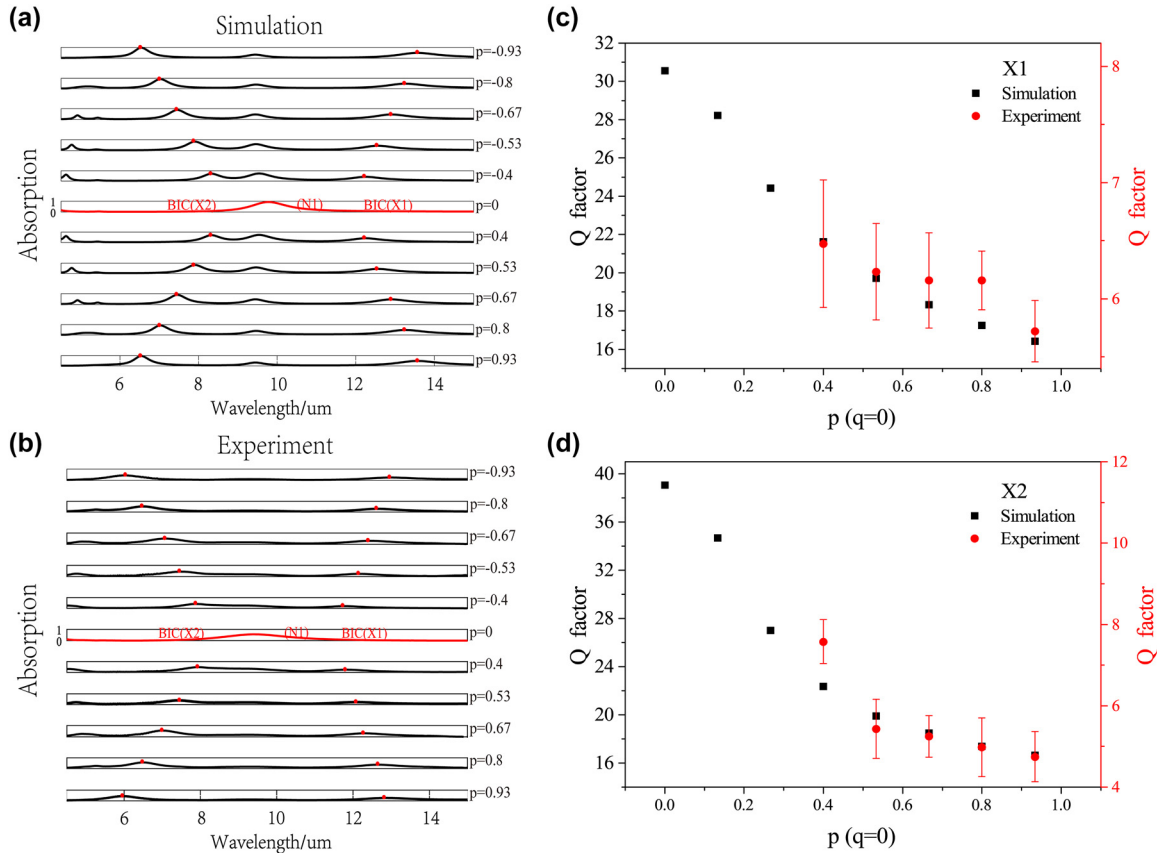 (a)
Simulation
p=-0.93
p=-0.8
p=-0.67
p=-0.53
p=-0.4
1
0
BIC(X2)
(N1)
BIC(X1)
p=0
p=0.4
p=0.53
p=0.67
p=0.8
p=0.93
Absorption
6 8 10 12 14
Wavelength/um
(b)
Experiment
p=-0.93
p=-0.8
p=-0.67
p=-0.53
p=-0.4
1
0
BIC(X2)
(N1)
BIC(X1)
p=0
p=0.4
p=0.53
p=0.67
p=0.8
p=0.93
Absorption
6 8 10 12 14
Wavelength/um
(c)
32
30
28
26
24
22
20
18
16
Q factor
X1
Simulation
Experiment
8
7
6
Q factor
0.0 0.2 0.4 0.6 0.8 1.0
p (q=0)
(d)
40
36
32
28
24
20
16
Q factor
X2
Simulation
Experiment
12
10
8
6
4
Q factor
0.0 0.2 0.4 0.6 0.8 1.0
p (q=0)